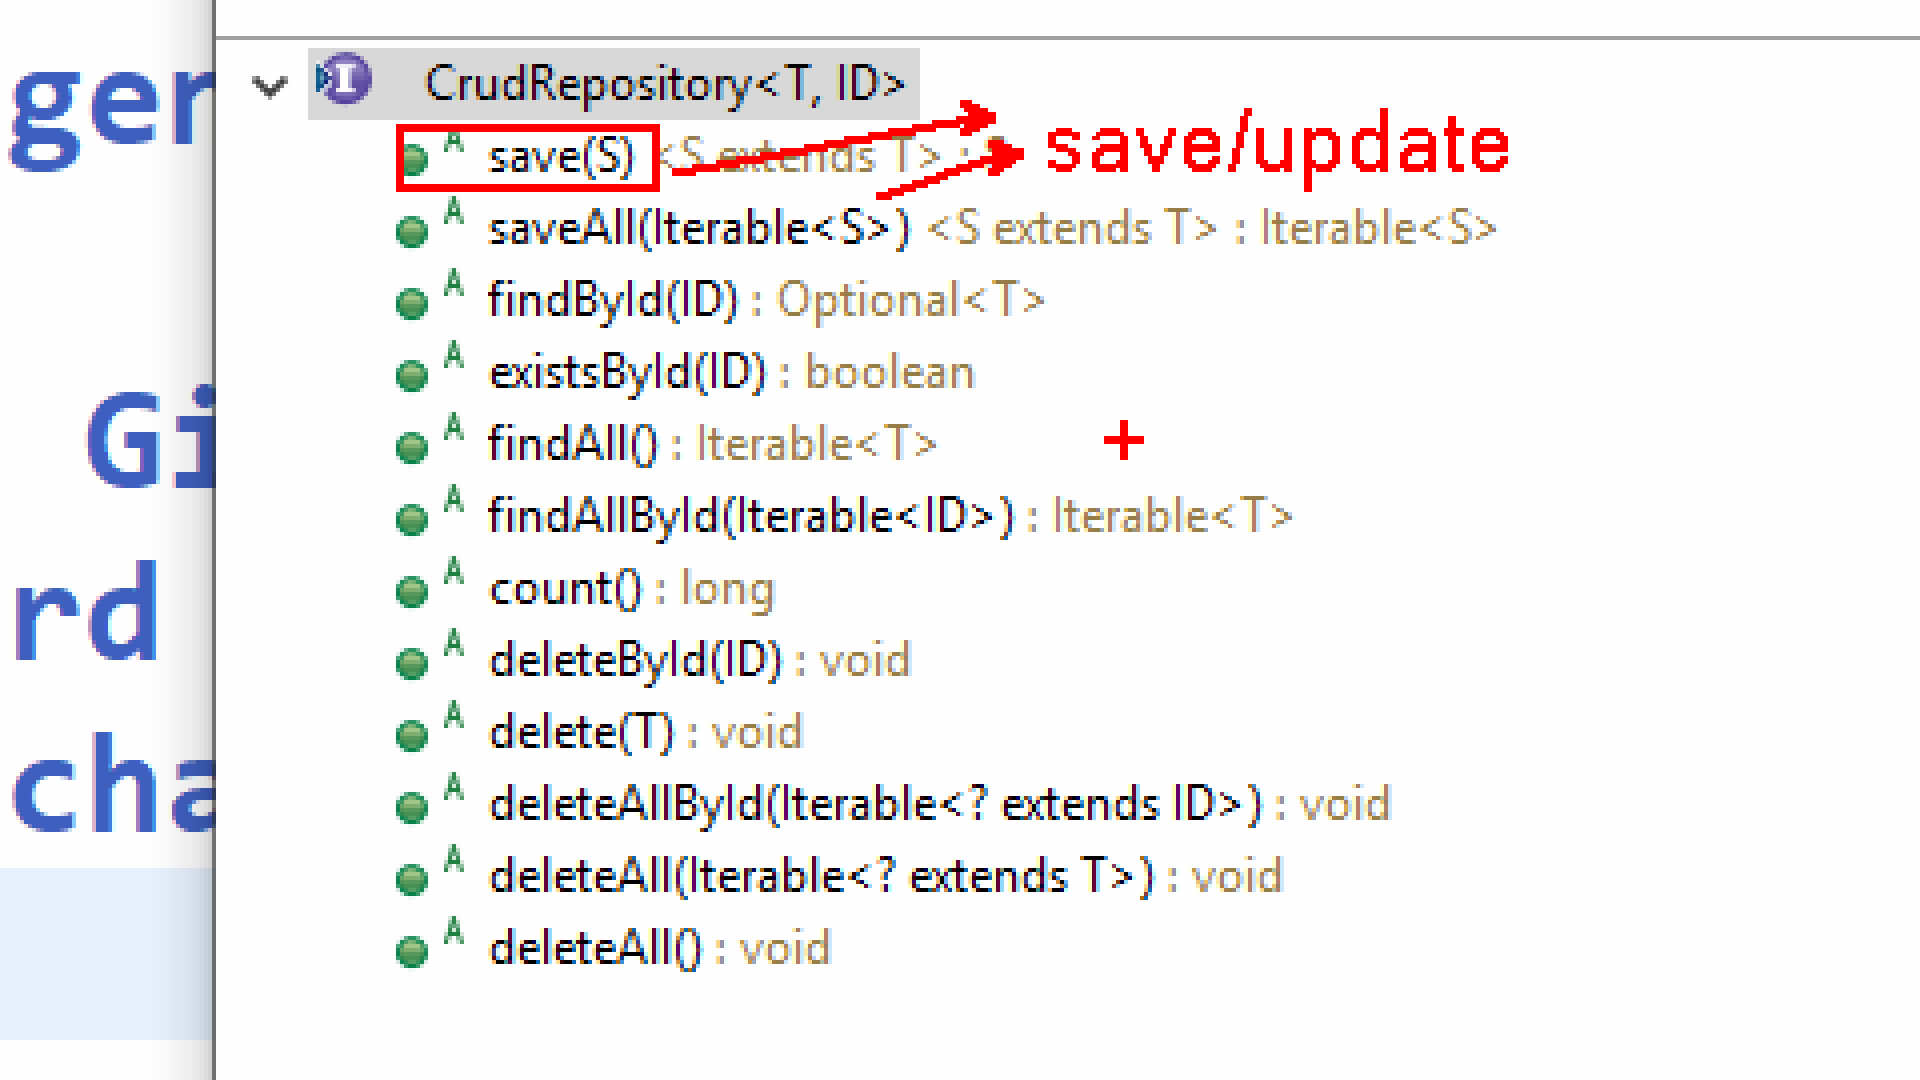 CrudRepository<T, ID>
save(S) <S extends T> :
save/update
saveAll(Iterable<S>) <S extends T> : Iterable<S>
findById(ID) : Optional<T>
existsById(ID) : boolean
findAll() : Iterable<T>
findAllById(Iterable<ID>) : Iterable<T>
count() : long
deleteById(ID) : void
delete(T) : void
deleteAllById(Iterable<? extends ID>) : void
deleteAll(Iterable<? extends T>) : void
deleteAll() : void
ger
Gi
rd
cha